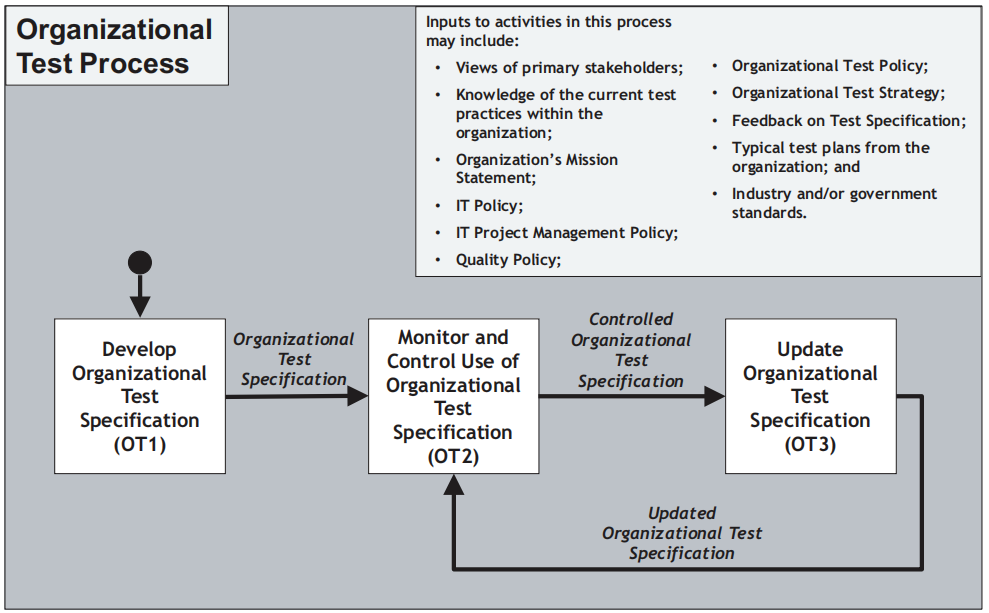 Organizational
Test Process
Inputs to activities in this process
may include:
• Views of primary stakeholders;
• Knowledge of the current test
practices within the
organization;
• Organization's Mission
Statement;
• IT Policy;
• IT Project Management Policy;
• Quality Policy;
• Organizational Test Policy;
• Organizational Test Strategy;
• Feedback on Test Specification;
• Typical test plans from the
organization; and
• Industry and/or government
standards.
Develop
Organizational
Test
Specification
(OT1)
Organizational
Test
Specification
Monitor and
Control Use of
Organizational
Test
Specification
(OT2)
Controlled
Organizational
Test
Specification
Update
Organizational
Test
Specification
(OT3)
Updated
Organizational Test
Specification